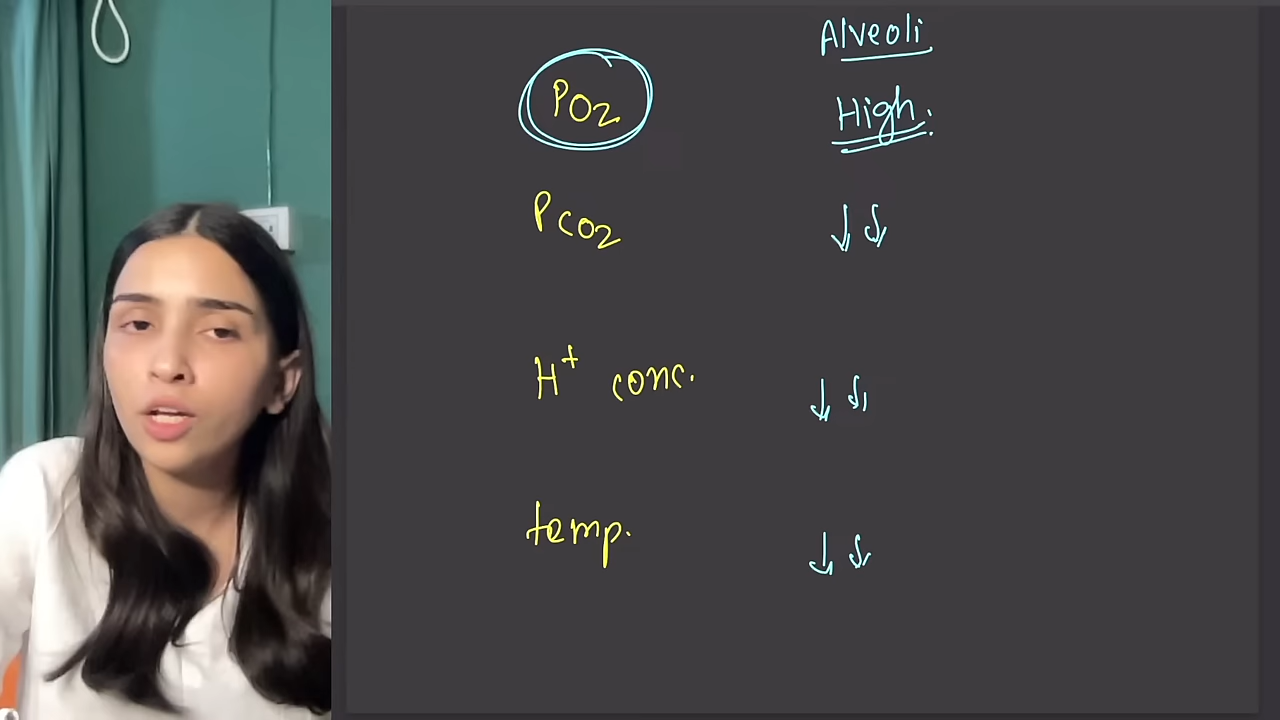 Alveoli
PO2 High.
PCO2 ↓↓
H+ conc. ↓↓
temp. ↓↓